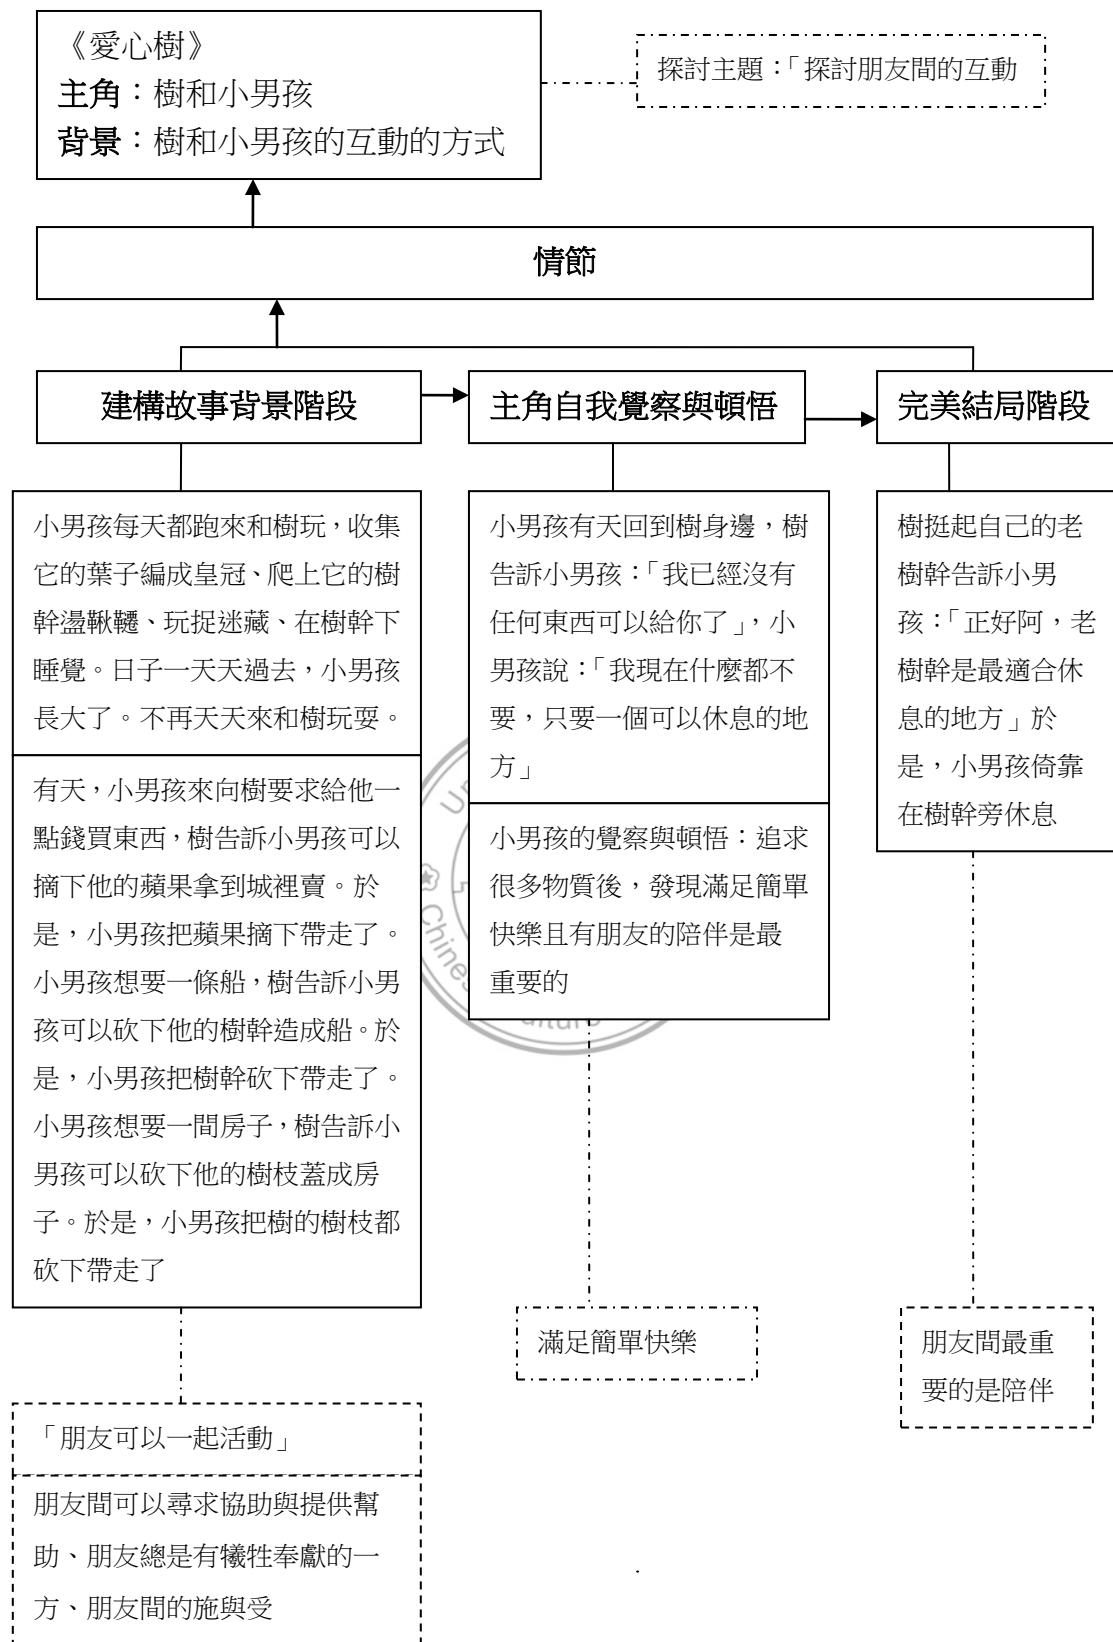 《愛心樹》
主角：樹和小男孩
背景：樹和小男孩的互動的方式
探討主題：「探討朋友間的互動
情節
建構故事背景階段
主角自我覺察與頓悟
完美結局階段
小男孩每天都跑來和樹玩，收集
它的葉子編成皇冠、爬上它的樹
幹盪鞦韆、玩捉迷藏、在樹幹下
睡覺。日子一天天過去，小男孩
長大了。不再天天來和樹玩耍。
有天，小男孩來向樹要求給他一
點錢買東西，樹告訴小男孩可以
摘下他的蘋果拿到城裡賣。於
是，小男孩把蘋果摘下帶走了。
小男孩想要一條船，樹告訴小男
孩可以砍下他的樹幹造成船。於
是，小男孩把樹幹砍下帶走了。
小男孩想要一間房子，樹告訴小
男孩可以砍下他的樹枝蓋成房
子。於是，小男孩把樹的樹枝都
砍下帶走了
小男孩有天回到樹身邊，樹
告訴小男孩：「我已經沒有
任何東西可以給你了」，小
男孩說：「我現在什麼都不
要，只要一個可以休息的地
方」
小男孩的覺察與頓悟：追求
很多物質後，發現滿足簡單
快樂且有朋友的陪伴是最
重要的
樹挺起自己的老
樹幹告訴小男
孩：「正好阿，老
樹幹是最適合休
息的地方」於
是，小男孩倚靠
在樹幹旁休息
滿足簡單快樂
朋友間最重
要的是陪伴
「朋友可以一起活動」
朋友間可以尋求協助與提供幫
助、朋友總是有犧牲奉獻的一
方、朋友間的施與受